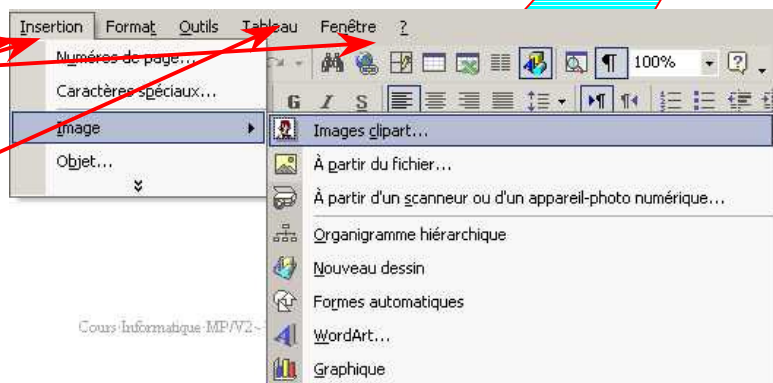 Insertion Format Outils Tableau Fenêtre ?
Numéros de page...
100%
Caractères spéciaux...
G I S
Image
Images clipart...
Objet...
À partir du fichier...
À partir d'un scanneur ou d'un appareil-photo numérique...
Organigramme hiérarchique
Nouveau dessin
Formes automatiques
WordArt...
Graphique
Cours·Informatique·MP/V2~